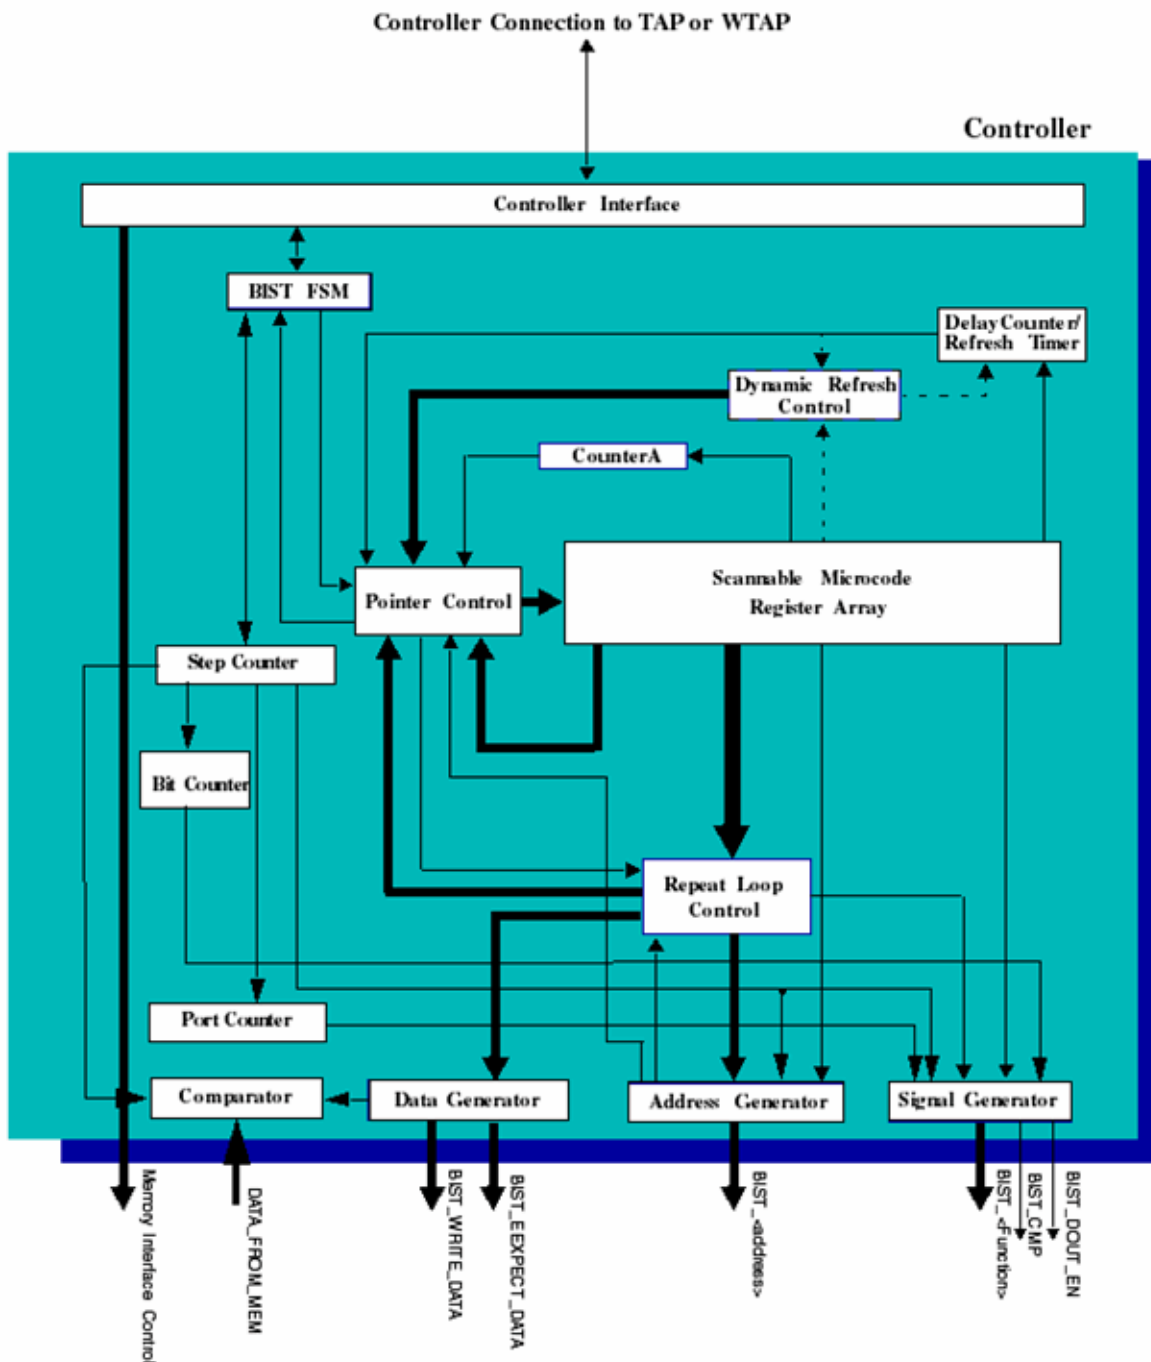 Controller Connection to TAP or WTAP
Controller
Controller Interface
BIST FSM
DelayCounter/
Refresh Timer
Dynamic Refresh
Control
CounterA
Scannable Microcode
Register Array
Pointer Control
Step Counter
Bit Counter
Repeat Loop
Control
Port Counter
Comparator
Data Generator
Address Generator
Signal Generator
Memory Interface Control
DATA_FROM_MEM
BIST_WRITE_DATA
BIST_EEXPECT_DATA
BIST_<address>
BIST_<Function>
BIST_CMP
BIST_DOUT_EN